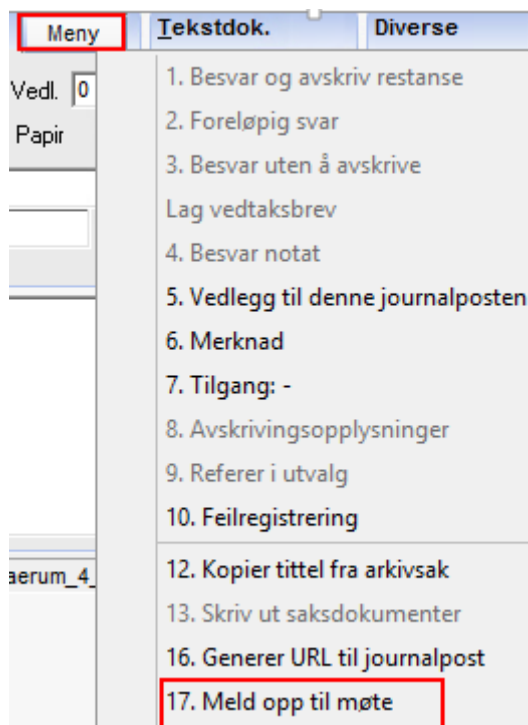 Meny
Tekstdok.
Diverse
Vedl. 0
Papir
1. Besvar og avskriv restanse
2. Foreløpig svar
3. Besvar uten å avskrive
Lag vedtaksbrev
4. Besvar notat
5. Vedlegg til denne journalposten
6. Merknad
7. Tilgang: -
8. Avskrivingsopplysninger
9. Referer i utvalg
10. Feilregistrering
aerum_4_
12. Kopier tittel fra arkivsak
13. Skriv ut saksdokumenter
16. Generer URL til journalpost
17. Meld opp til møte